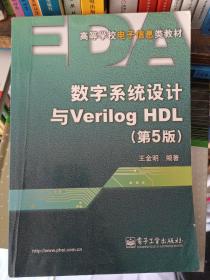 EDA
高等学校电子信息类教材
数字系统设计
与Verilog HDL
(第5版)
王金明 编著
http://www.phei.com.cn
电子工业出版社